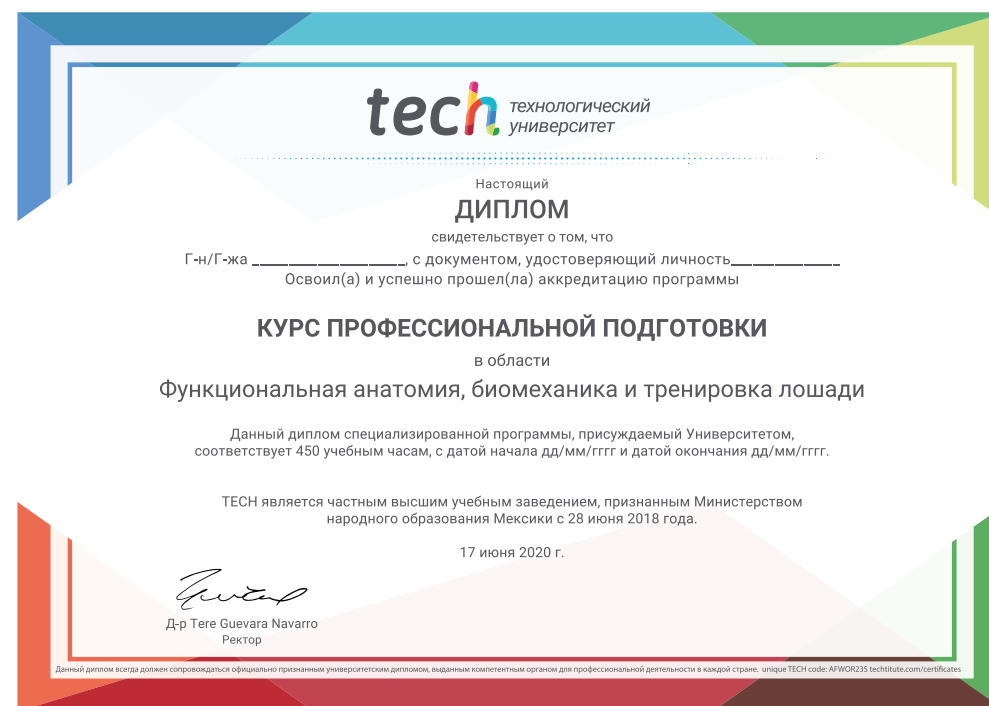 tech технологический
университет
Настоящий
ДИПЛОМ
свидетельствует о том, что
Г-н/Г-жа ____________________, с документом, удостоверяющий личность______________
Освоил(а) и успешно прошел(ла) аккредитацию программы
КУРС ПРОФЕССИОНАЛЬНОЙ ПОДГОТОВКИ
в области
Функциональная анатомия, биомеханика и тренировка лошади
Данный диплом специализированной программы, присуждаемый Университетом,
соответствует 450 учебным часам, с датой начала дд/мм/гггг и датой окончания дд/мм/гггг.
TECH является частным высшим учебным заведением, признанным Министерством
народного образования Мексики с 28 июня 2018 года.
17 июня 2020 г.
Д-р Tere Guevara Navarro
Ректор
Данный диплом всегда должен сопровождаться официально признанным университетским дипломом, выданным компетентным органом для профессиональной деятельности в каждой стране. unique TECH code: AFWOR23S techtitute.com/certificates